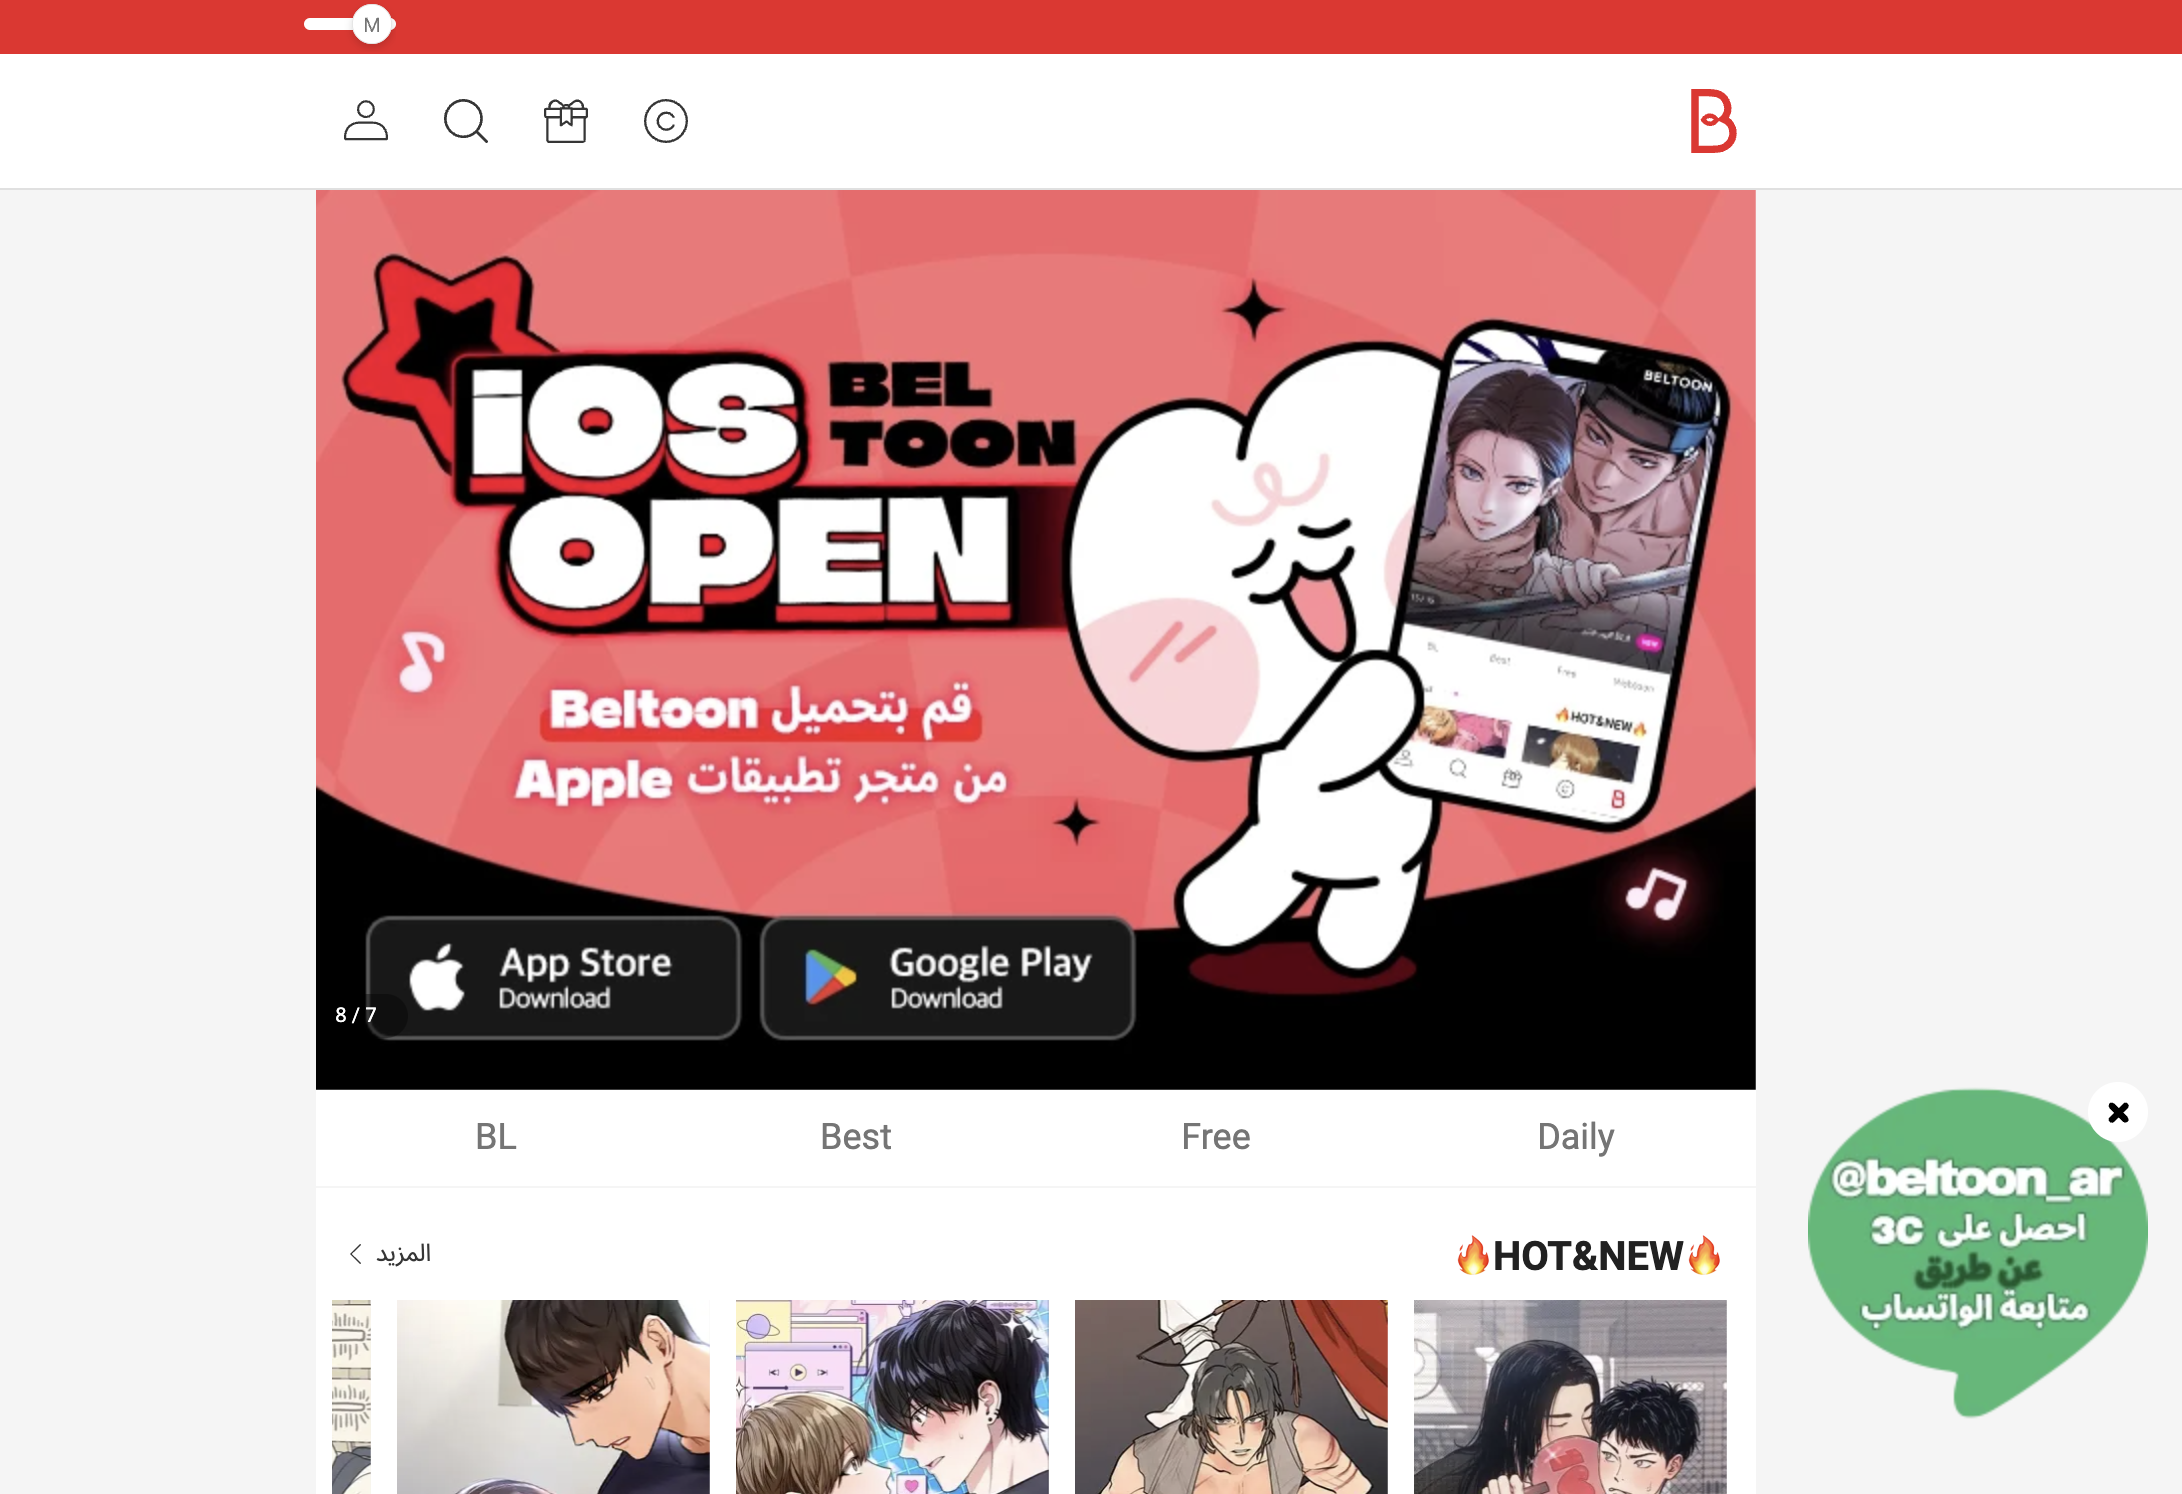 M
B
iOS
BEL
TOON
OPEN
قم بتحميل Beltoon
من متجر تطبيقات Apple
BELTOON
NEW
BL
Best
Free
Webtoon
🔥HOT&NEW🔥
App Store
Download
Google Play
Download
8 / 7
BL
Best
Free
Daily
🔥HOT&NEW🔥
المزيد
@beltoon_ar
احصل على 3C
عن طريق
متابعة الواتساب